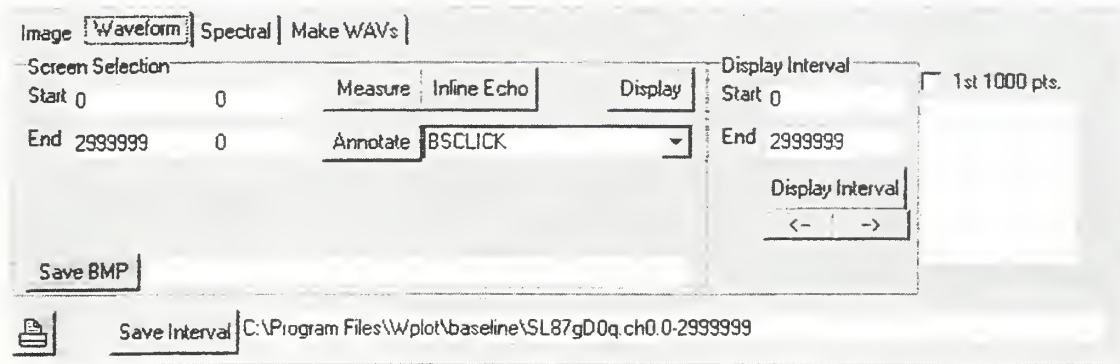 Image Waveform Spectral Make WAVs
Screen Selection Display Interval
Start 0 0 Measure Inline Echo Display Start 0 1st 1000 pts.
End 2999999 0 Annotate BSCLICK End 2999999
Display Interval
<- ->
Save BMP
Save Interval C:\Program Files\Wplot\baseline\SL87gD0q.ch0.0-2999999